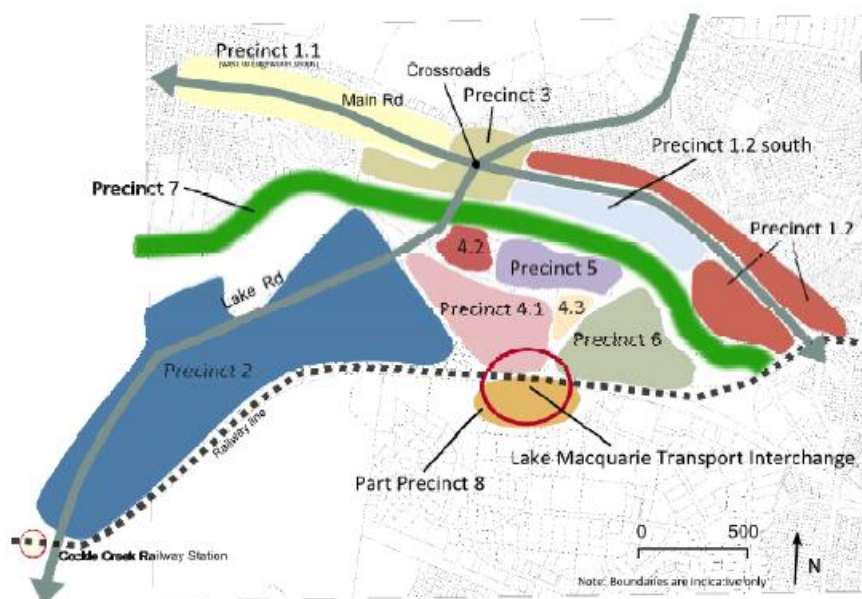 Precinct 1.1
Crossroads
Precinct 3
Main Rd
Precinct 1.2 south
Precinct 7
Precinct 1.2
4.2
Precinct 5
Lake Rd
Precinct 4.1
4.3
Precinct 6
Precinct 2
Railway line
Lake Macquarie Transport Interchange
Part Precinct 8
0 500
Cockle Creek Railway Station
N
Note: Boundaries are indicative only